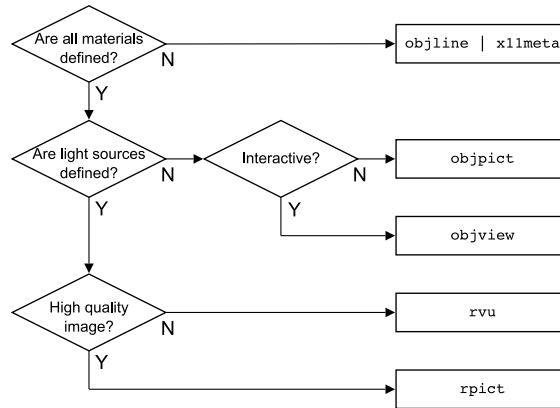 Are all materials
defined?
N
objline | x11meta
Y
Are light sources
defined?
N
Interactive?
N
objpict
Y
Y
objview
High quality
image?
N
rvu
Y
rpict